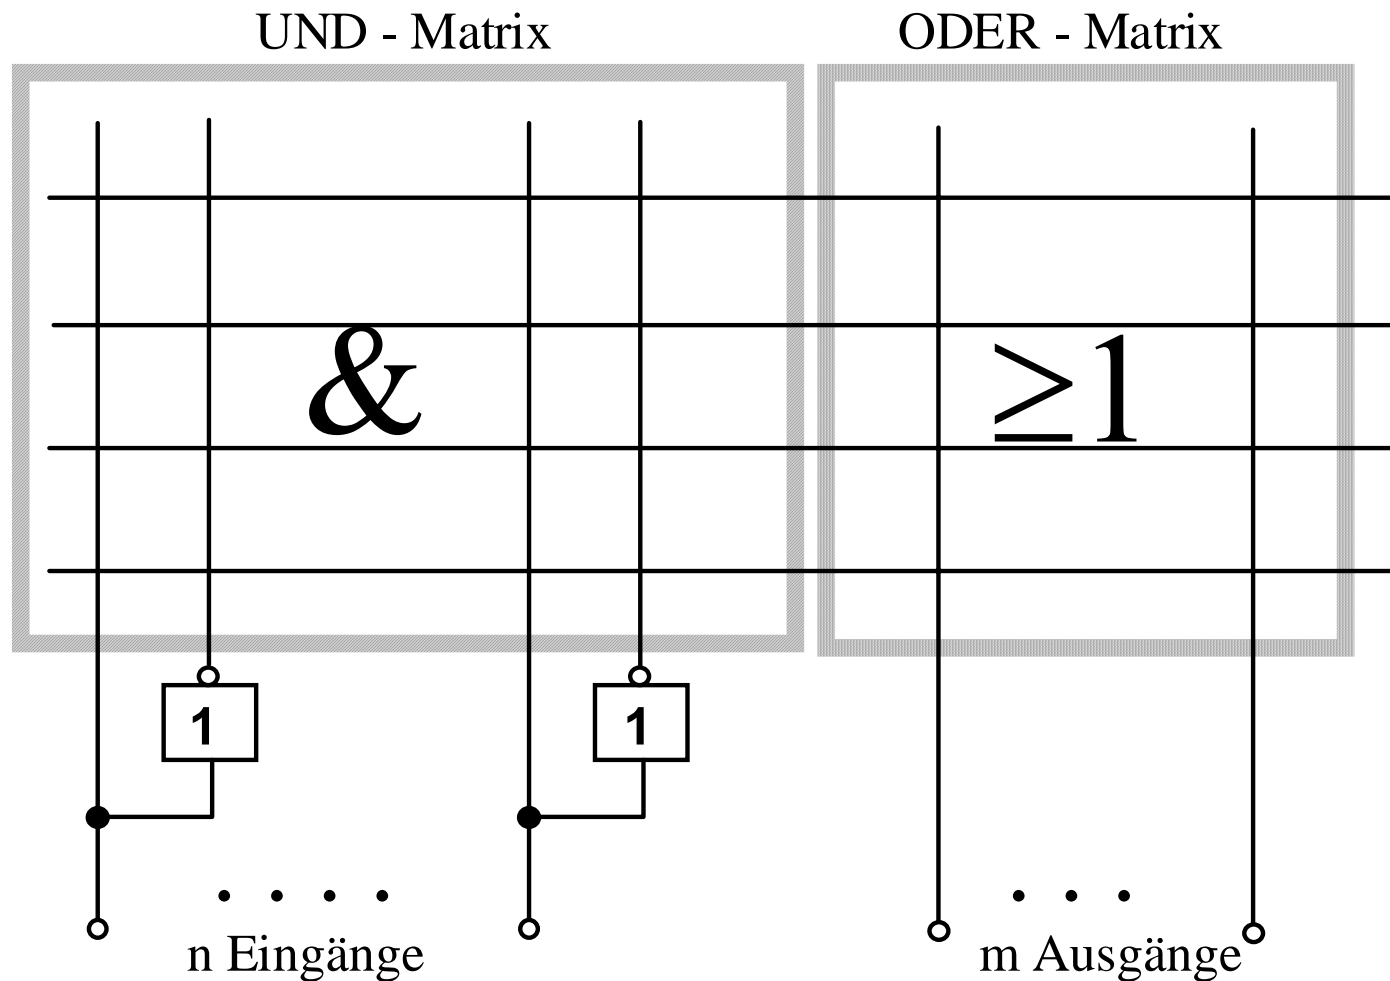 UND - Matrix
ODER - Matrix
&
≥1
1
1
n Eingänge
m Ausgänge